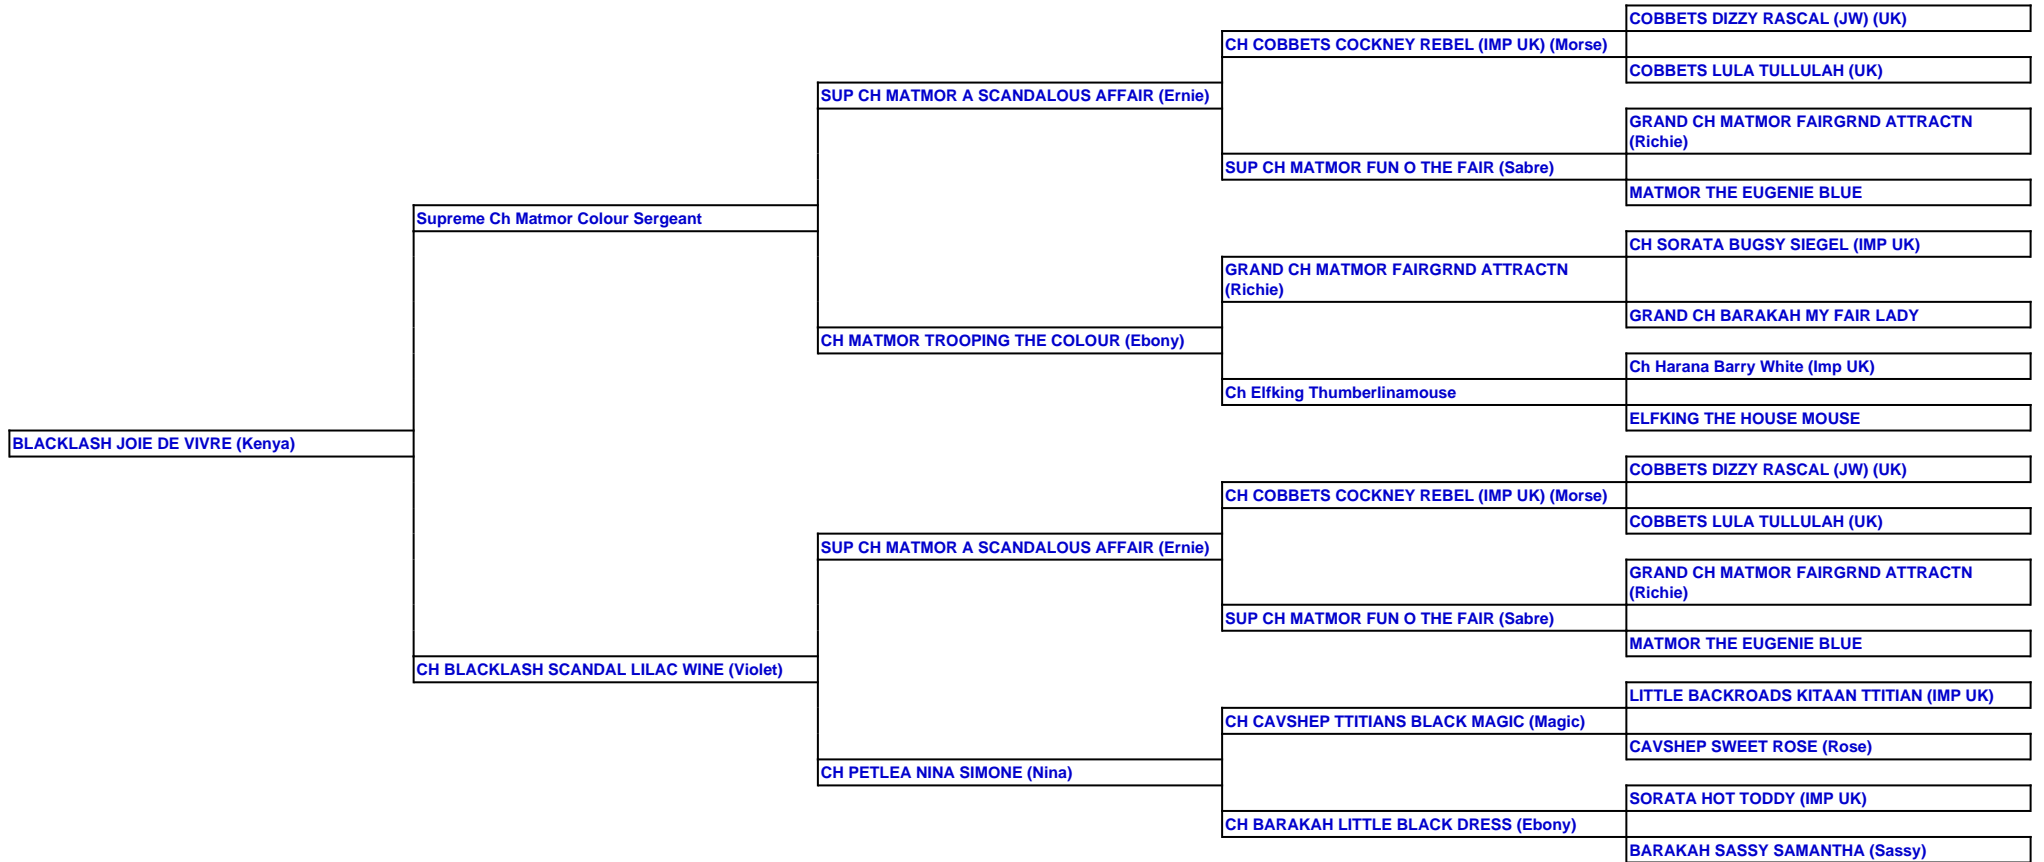 COBBETS DIZZY RASCAL (JW) (UK)
CH COBBETS COCKNEY REBEL (IMP UK) (Morse)
COBBETS LULA TULLULAH (UK)
SUP CH MATMOR A SCANDALOUS AFFAIR (Ernie)
GRAND CH MATMOR FAIRGRND ATTRACTN
(Richie)
SUP CH MATMOR FUN O THE FAIR (Sabre)
MATMOR THE EUGENIE BLUE
Supreme Ch Matmor Colour Sergeant
CH SORATA BUGSY SIEGEL (IMP UK)
GRAND CH MATMOR FAIRGRND ATTRACTN
(Richie)
GRAND CH BARAKAH MY FAIR LADY
CH MATMOR TROOPING THE COLOUR (Ebony)
Ch Harana Barry White (Imp UK)
Ch Elfking Thumberlinamouse
ELFKING THE HOUSE MOUSE
BLACKLASH JOIE DE VIVRE (Kenya)
COBBETS DIZZY RASCAL (JW) (UK)
CH COBBETS COCKNEY REBEL (IMP UK) (Morse)
COBBETS LULA TULLULAH (UK)
SUP CH MATMOR A SCANDALOUS AFFAIR (Ernie)
GRAND CH MATMOR FAIRGRND ATTRACTN
(Richie)
SUP CH MATMOR FUN O THE FAIR (Sabre)
MATMOR THE EUGENIE BLUE
CH BLACKLASH SCANDAL LILAC WINE (Violet)
LITTLE BACKROADS KITAAN TTITIAN (IMP UK)
CH CAVSHEP TTITIANS BLACK MAGIC (Magic)
CAVSHEP SWEET ROSE (Rose)
CH PETLEA NINA SIMONE (Nina)
SORATA HOT TODDY (IMP UK)
CH BARAKAH LITTLE BLACK DRESS (Ebony)
BARAKAH SASSY SAMANTHA (Sassy)